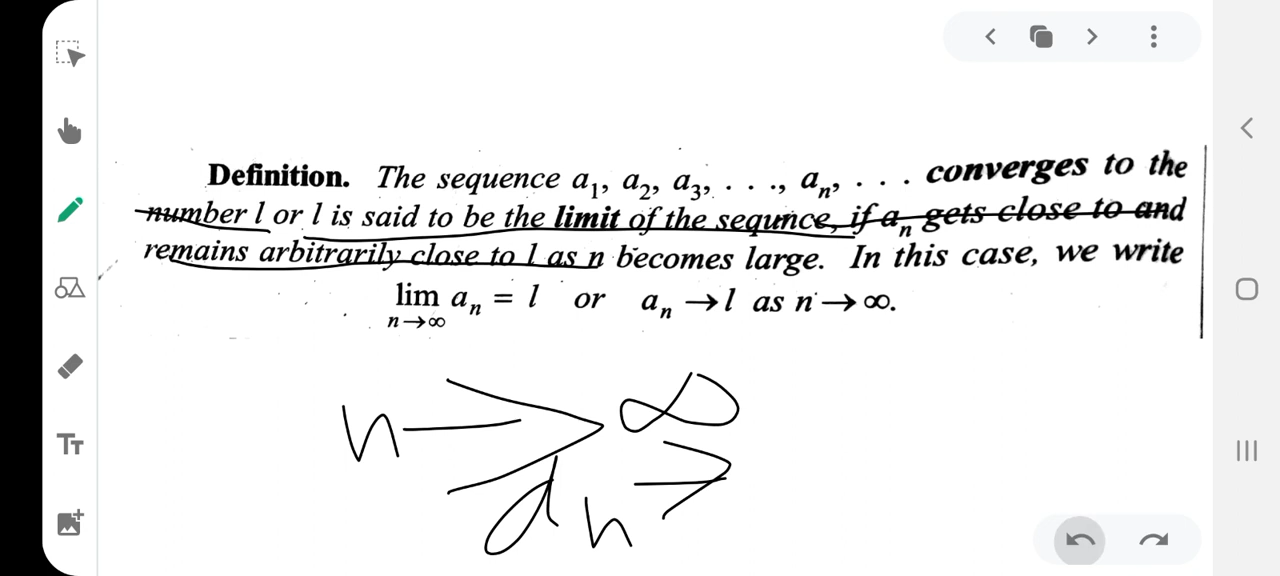 Definition. The sequence a₁, a₂, a₃, . . ., aₙ, . . . converges to the
number l or l is said to be the limit of the sequnce, if aₙ gets close to and
remains arbitrarily close to l as n becomes large. In this case, we write
lim aₙ = l or aₙ → l as n → ∞.
n→∞
n → ∞
aₙ →
Tт